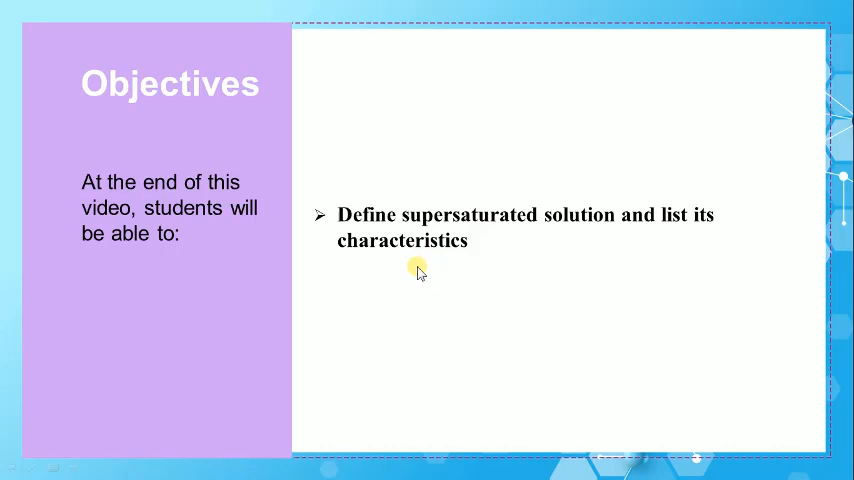 Objectives
At the end of this
video, students will
be able to:
➢ Define supersaturated solution and list its
characteristics